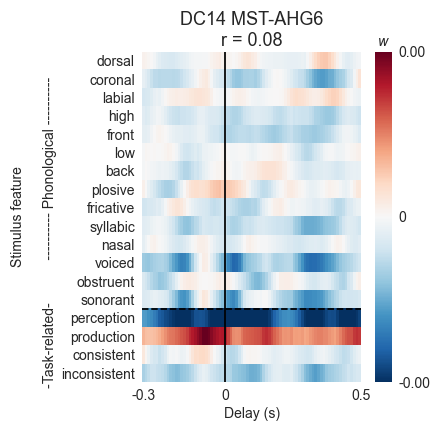 DC14 MST-AHG6
r = 0.08
w
Stimulus feature
-Task-related- ---------- Phonological ----------
dorsal
coronal
labial
high
front
low
back
plosive
fricative
syllabic
nasal
voiced
obstruent
sonorant
perception
production
consistent
inconsistent
0.00
0
-0.00
-0.3
0
0.5
Delay (s)